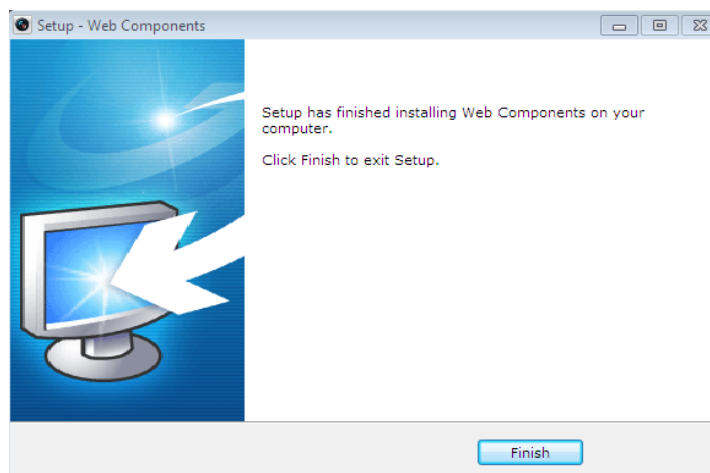 Setup - Web Components
Setup has finished installing Web Components on your
computer.
Click Finish to exit Setup.
Finish